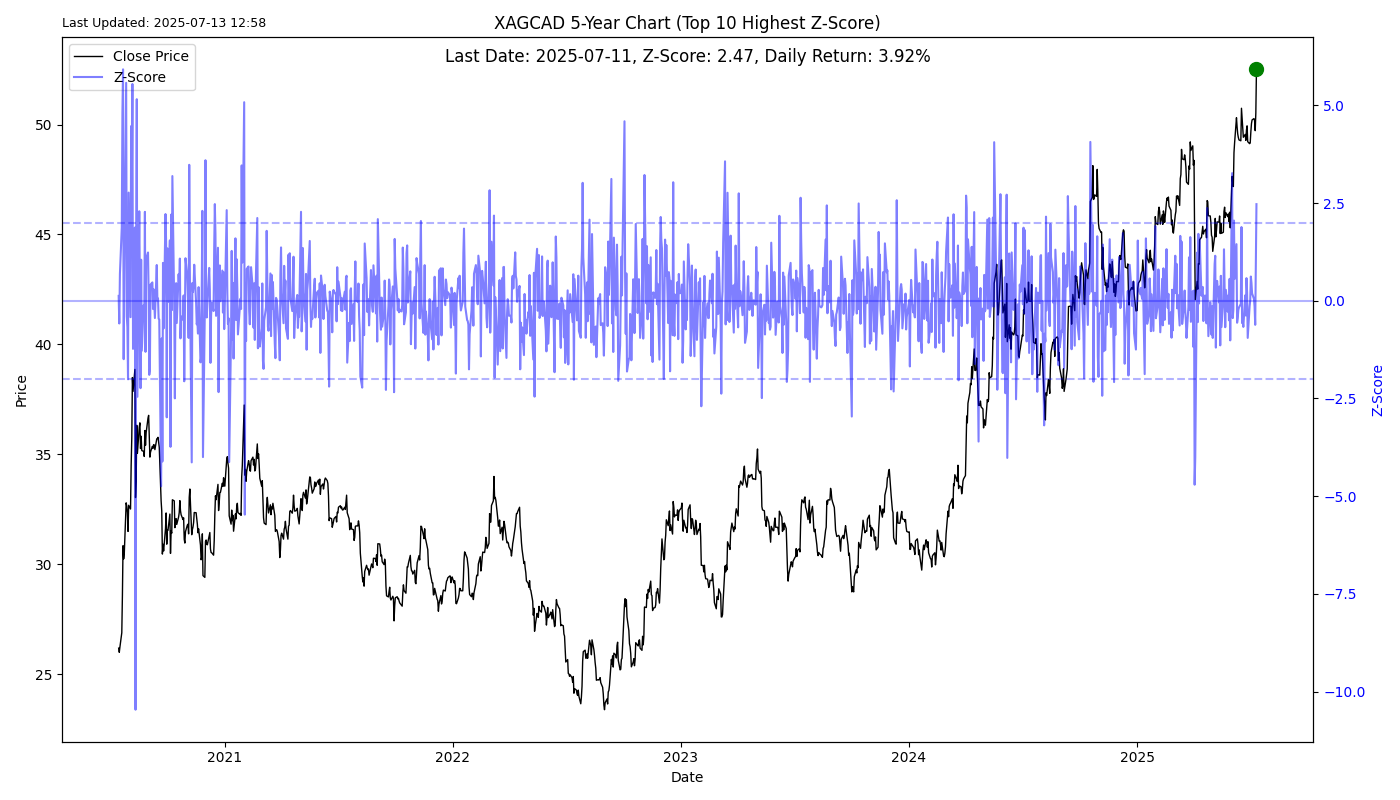 Last Updated: 2025-07-13 12:58
XAGCAD 5-Year Chart (Top 10 Highest Z-Score)
Last Date: 2025-07-11, Z-Score: 2.47, Daily Return: 3.92%
Close Price
Z-Score
50
45
40
35
30
25
Price
5.0
2.5
0.0
−2.5
−5.0
−7.5
−10.0
Z-Score
2021
2022
2023
2024
2025
Date